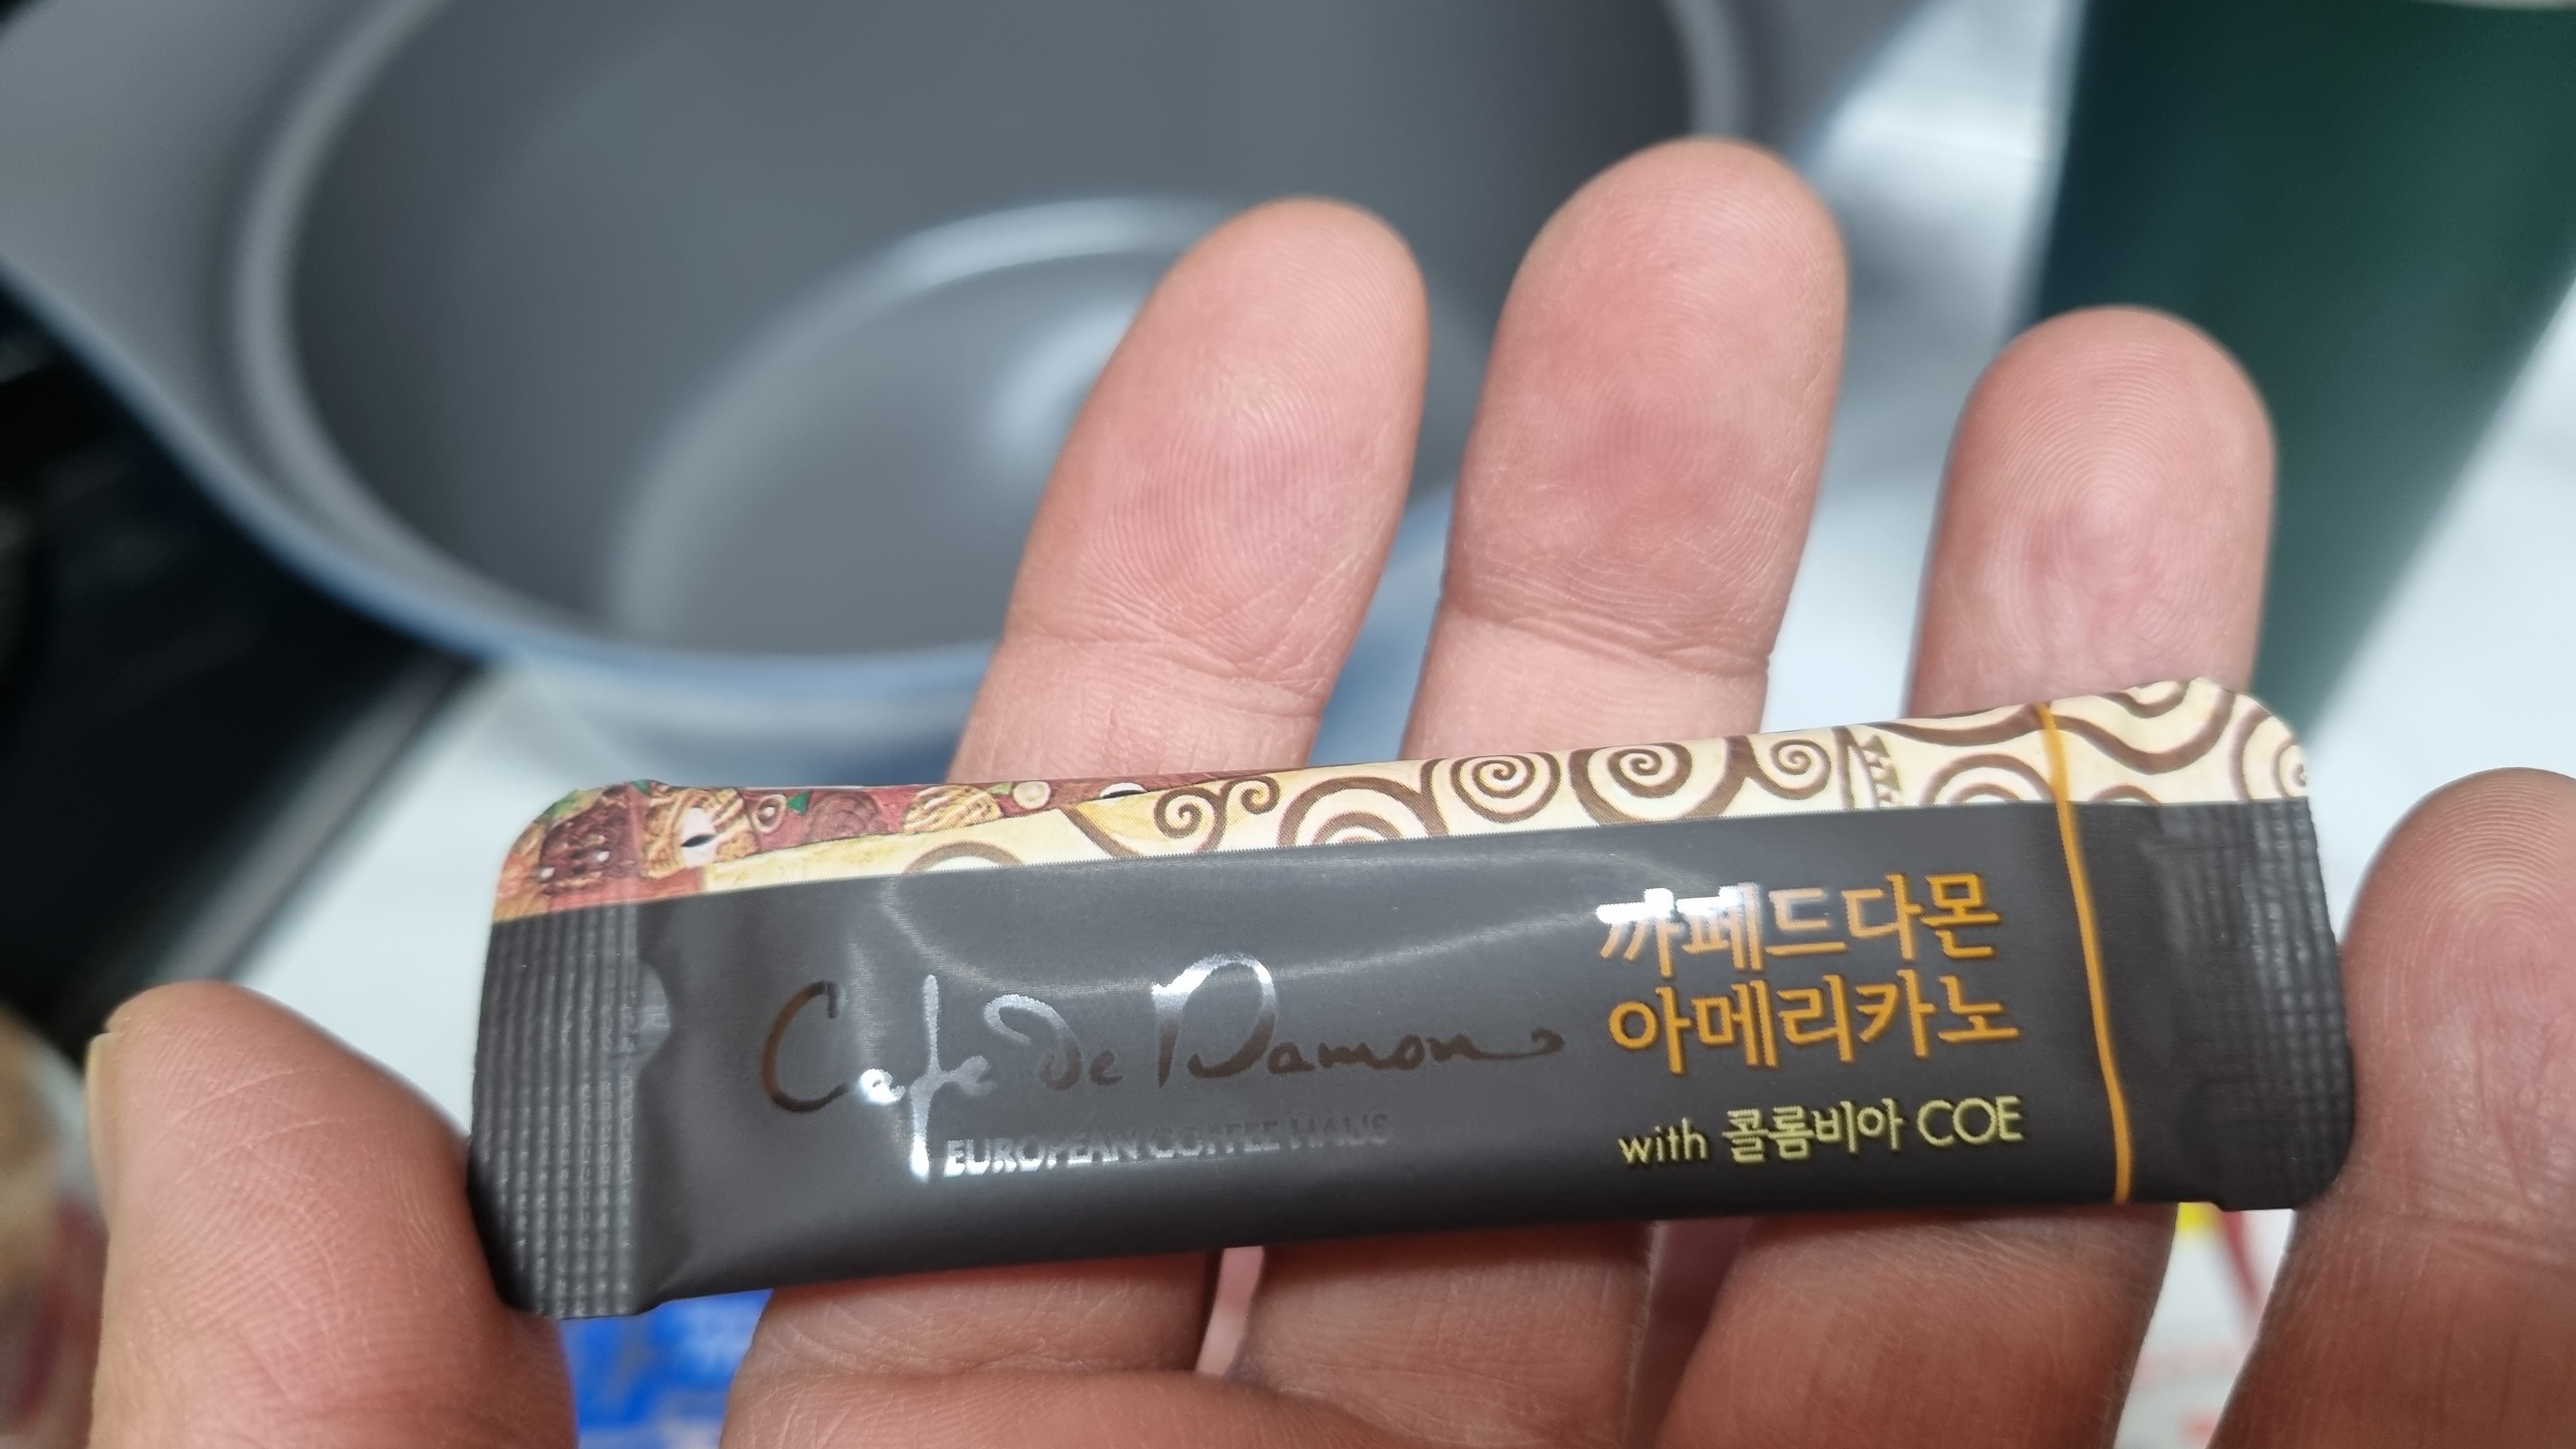 Cafe De Damon
EUROPEAN COFFEE HAUS
까페드다몬
아메리카노
with 콜롬비아 COE